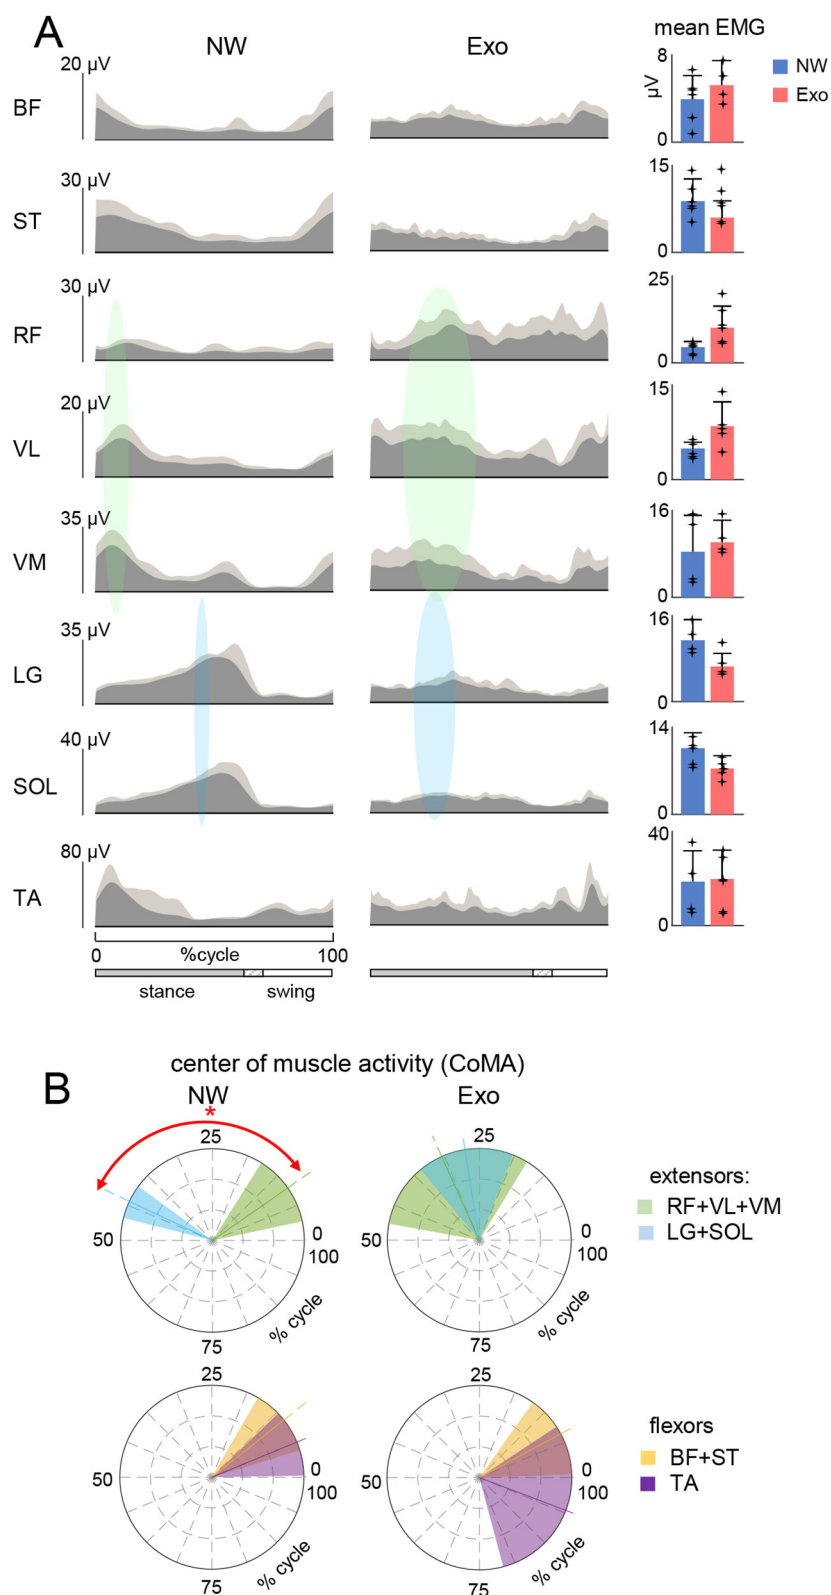 A
NW
Exo
mean EMG
NW
Exo
BF
20 µV
8
µV
0
ST
30 µV
15
0
RF
30 µV
25
0
VL
20 µV
15
0
VM
35 µV
16
0
LG
35 µV
16
0
SOL
40 µV
14
0
TA
80 µV
40
0
0
%cycle
100
stance
swing
B
center of muscle activity (CoMA)
NW
Exo
*
25
50
0
100
75
% cycle
25
50
0
100
75
% cycle
extensors:
RF+VL+VM
LG+SOL
25
50
0
100
75
% cycle
25
50
0
100
75
% cycle
flexors
BF+ST
TA